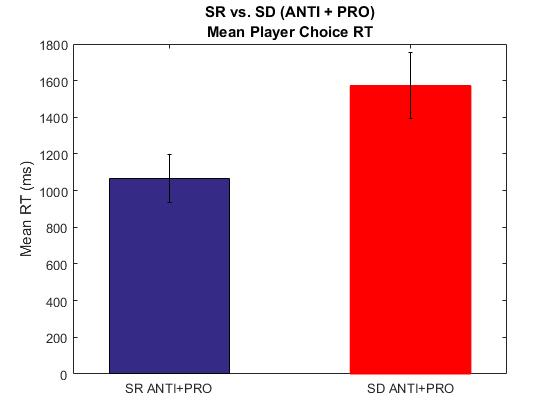 SR vs. SD (ANTI + PRO)
Mean Player Choice RT
1800
1600
1400
1200
1000
800
600
400
200
0
Mean RT (ms)
SR ANTI+PRO
SD ANTI+PRO